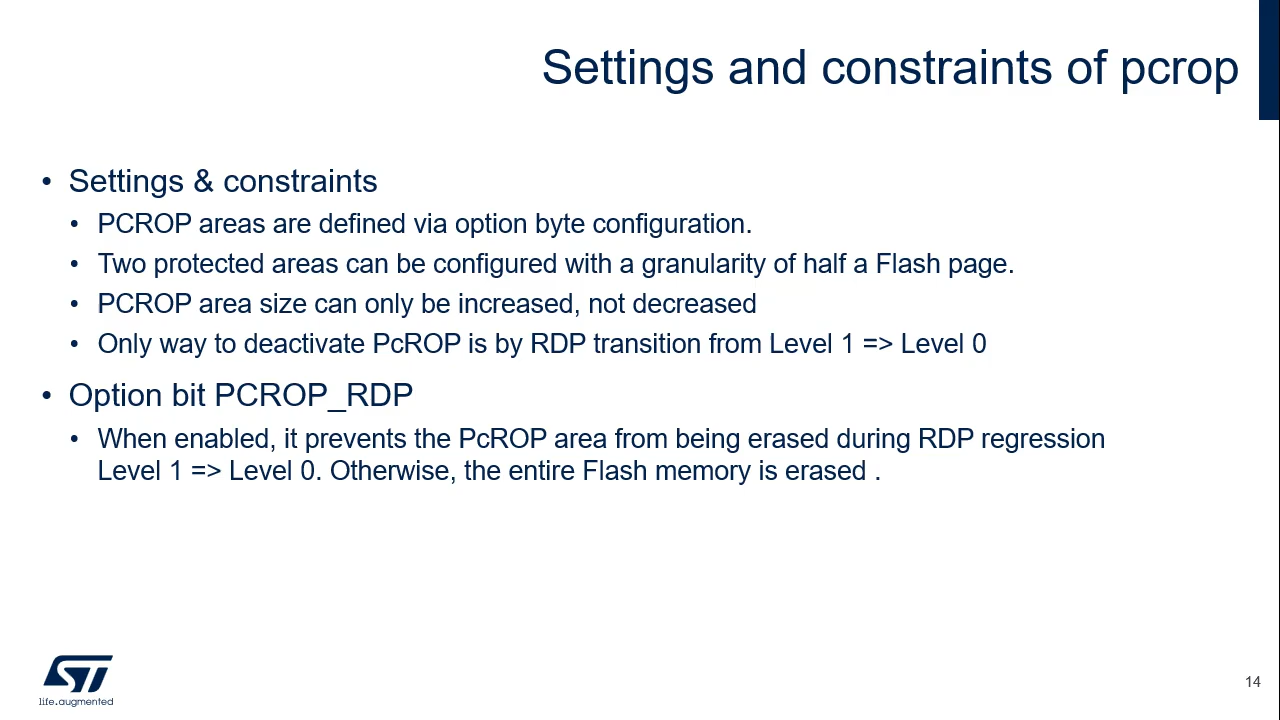 Settings and constraints of pcrop
• Settings & constraints
• PCROP areas are defined via option byte configuration.
• Two protected areas can be configured with a granularity of half a Flash page.
• PCROP area size can only be increased, not decreased
• Only way to deactivate PcROP is by RDP transition from Level 1 => Level 0
• Option bit PCROP_RDP
• When enabled, it prevents the PcROP area from being erased during RDP regression
Level 1 => Level 0. Otherwise, the entire Flash memory is erased .
ST
life.augmented
14